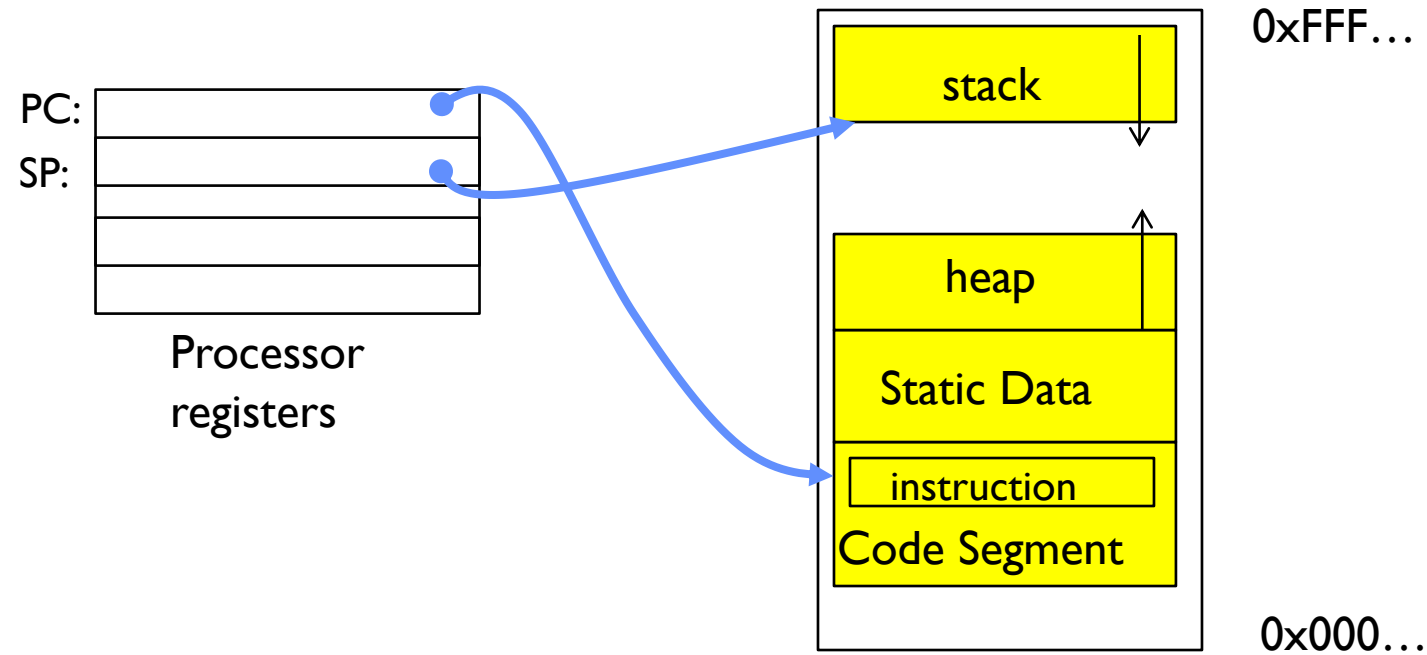 PC:
SP:
Processor
registers
0xFFF…
stack
heap
Static Data
instruction
Code Segment
0x000…